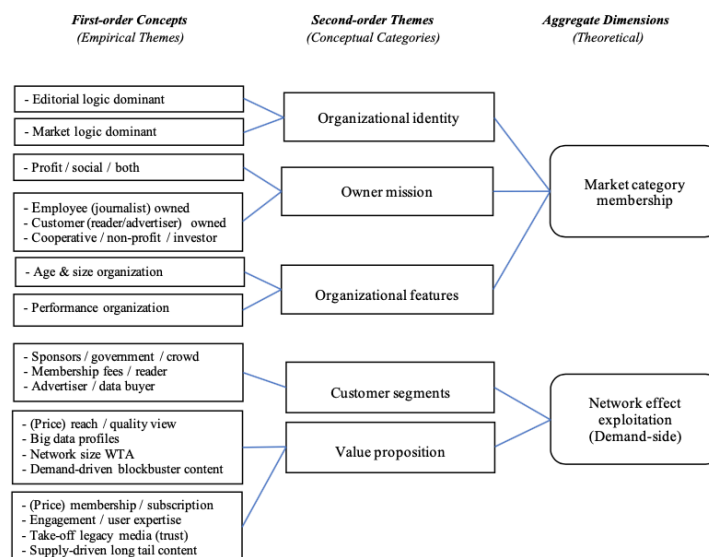 First-order Concepts
(Empirical Themes)
Second-order Themes
(Conceptual Categories)
Aggregate Dimensions
(Theoretical)
- Editorial logic dominant
- Market logic dominant
Organizational identity
- Profit / social / both
- Employee (journalist) owned
- Customer (reader/advertiser) owned
- Cooperative / non-profit / investor
Owner mission
- Age & size organization
- Performance organization
Organizational features
Market category
membership
- Sponsors / government / crowd
- Membership fees / reader
- Advertiser / data buyer
Customer segments
- (Price) reach / quality view
- Big data profiles
- Network size WTA
- Demand-driven blockbuster content
- (Price) membership / subscription
- Engagement / user expertise
- Take-off legacy media (trust)
- Supply-driven long tail content
Value proposition
Network effect
exploitation
(Demand-side)